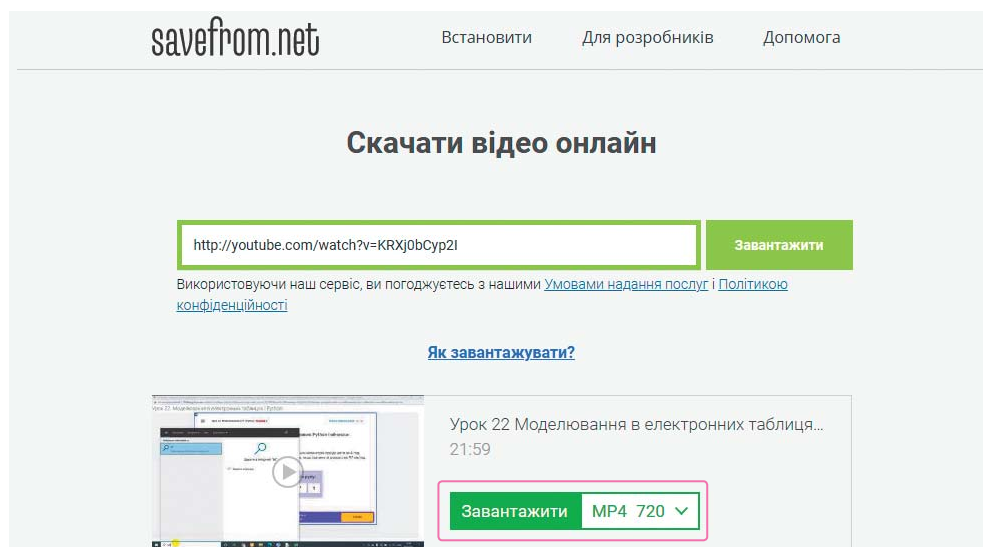 savefrom.net
Встановити Для розробників Допомога
Скачати відео онлайн
http://youtube.com/watch?v=KRXj0bCyp2I
Завантажити
Використовуючи наш сервіс, ви погоджуєтесь з нашими Умовами надання послуг і Політикою
конфіденційності
Як завантажувати?
Урок 22 Моделювання в електронних таблиця...
21:59
Завантажити MP4 720